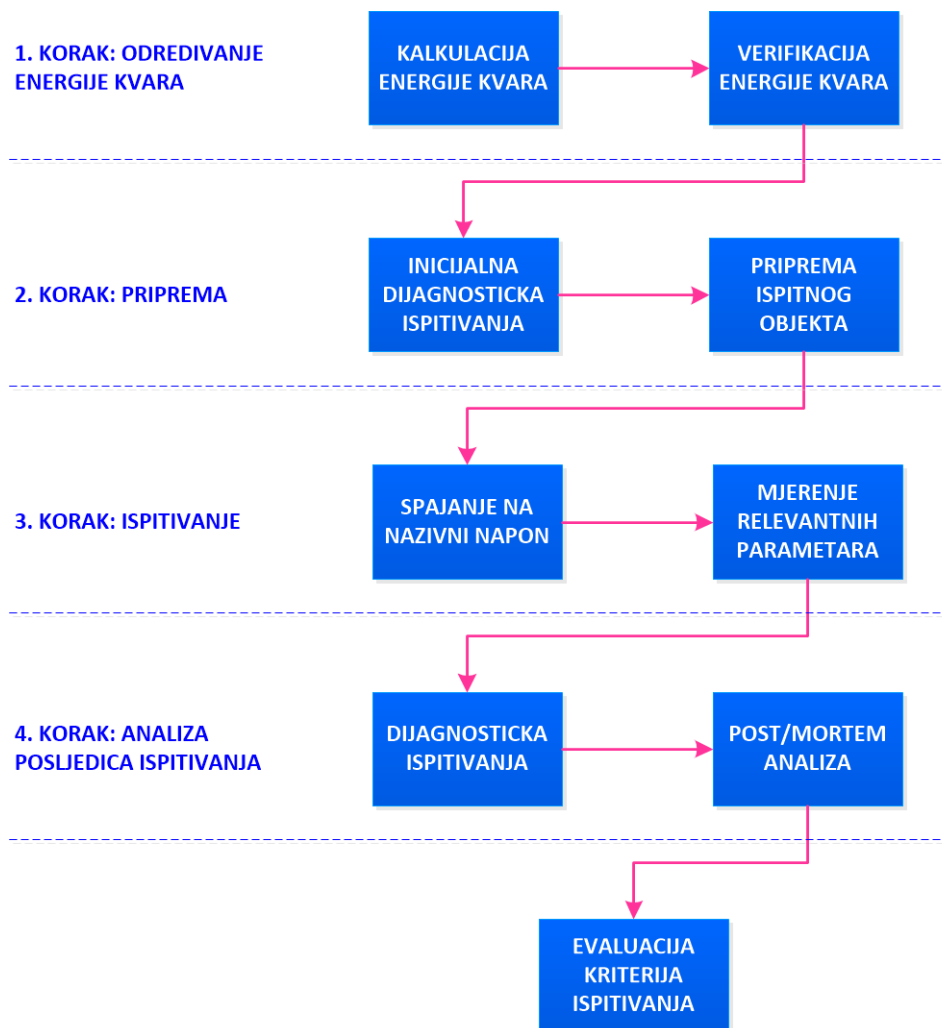 1. KORAK: ODREDIVANJE
ENERGIJE KVARA
KALKULACIJA
ENERGIJE KVARA
VERIFIKACIJA
ENERGIJE KVARA
2. KORAK: PRIPREMA
INICIJALNA
DIJAGNOSTICKA
ISPITIVANJA
PRIPREMA
ISPITNOG
OBJEKTA
3. KORAK: ISPITIVANJE
SPAJANJE NA
NAZIVNI NAPON
MJERENJE
RELEVANTNIH
PARAMETARA
4. KORAK: ANALIZA
POSLJEDICA ISPITIVANJA
DIJAGNOSTICKA
ISPITIVANJA
POST/MORTEM
ANALIZA
EVALUACIJA
KRITERIJA
ISPITIVANJA